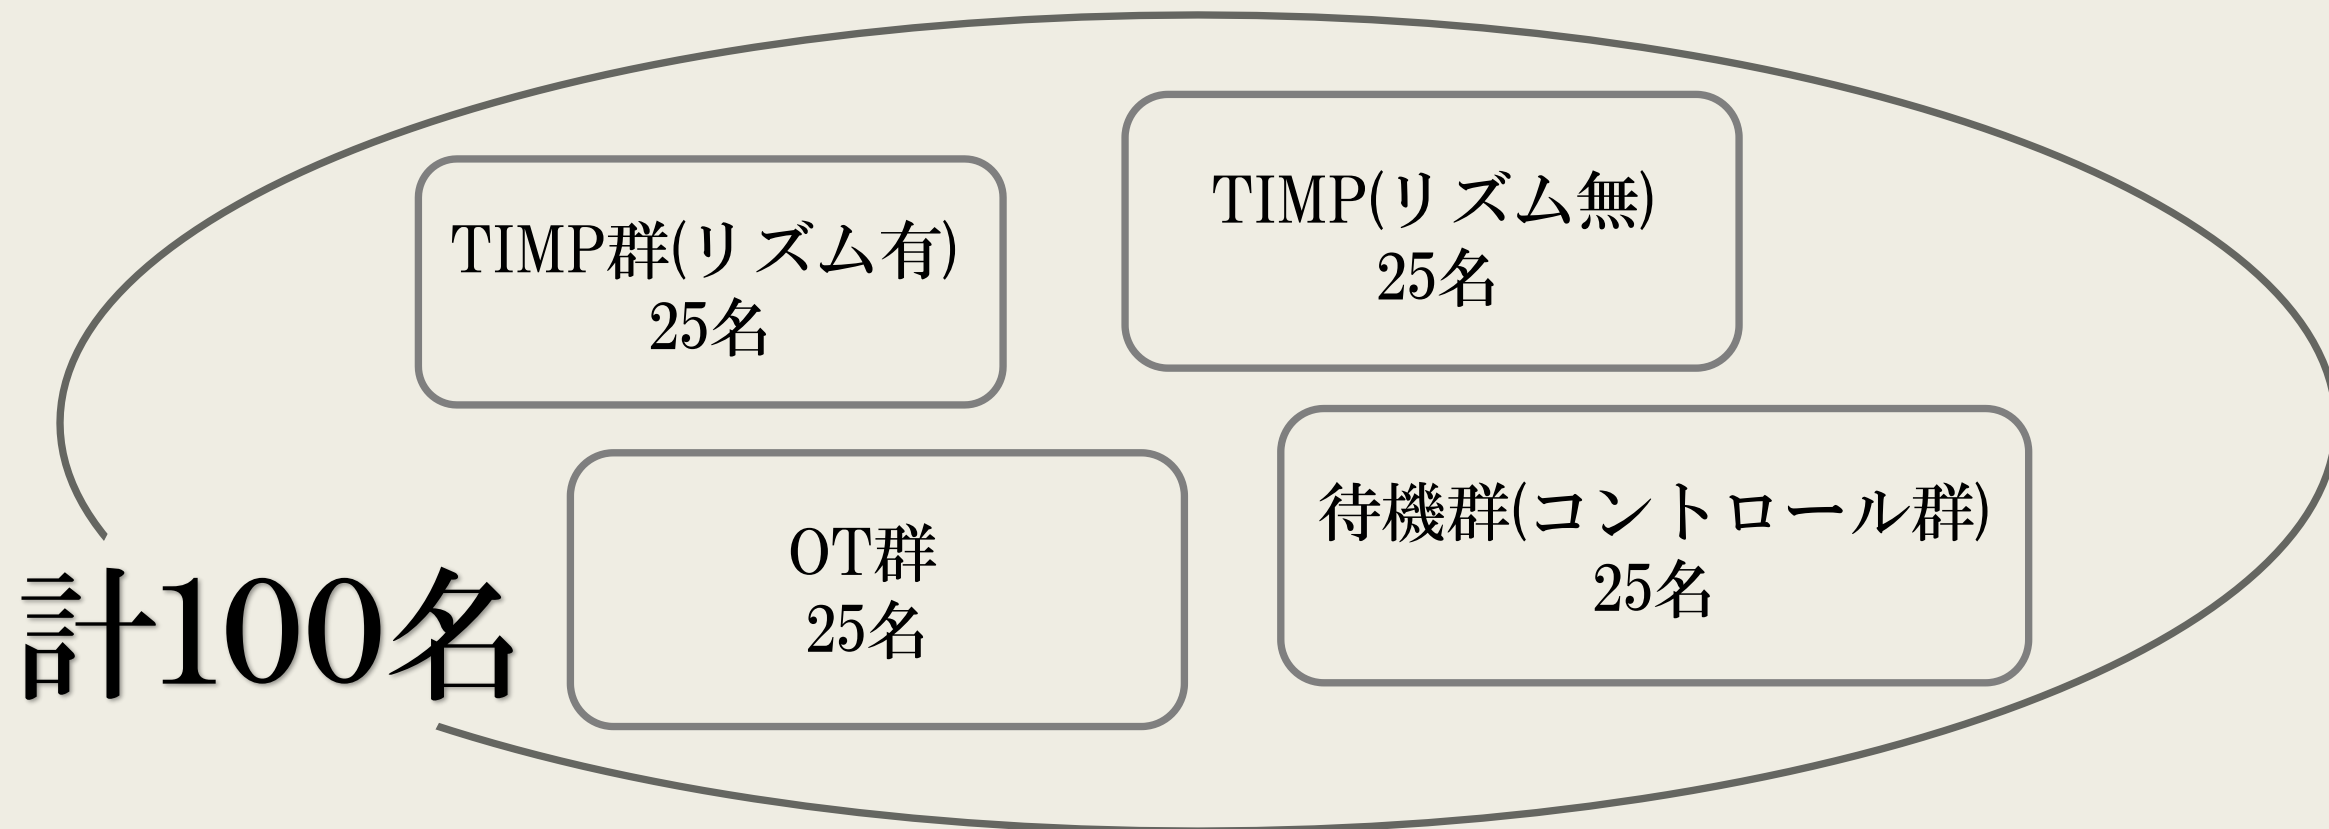 TIMP群(リズム有)
25名
TIMP(リズム無)
25名
OT群
25名
待機群(コントロール群)
25名
計100名